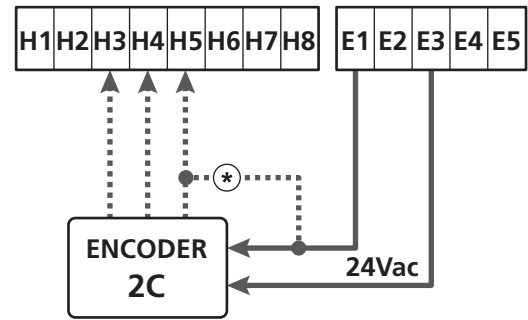 H1 H2 H3 H4 H5 H6 H7 H8 E1 E2 E3 E4 E5
*
ENCODER
2C
24Vac